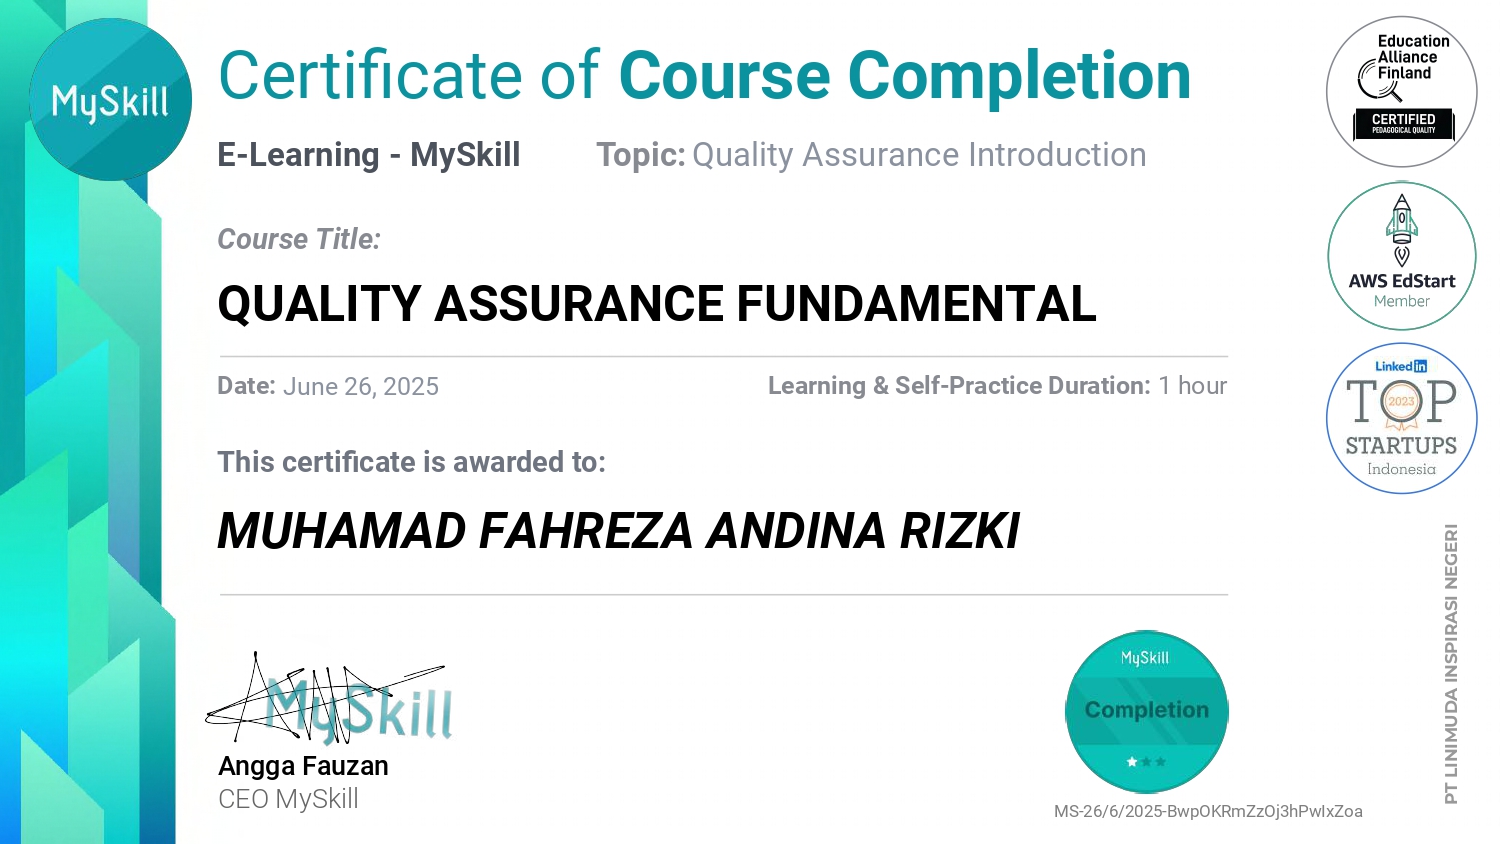 MySkill
Certificate of Course Completion
E-Learning - MySkill
Topic: Quality Assurance Introduction
Course Title:
QUALITY ASSURANCE FUNDAMENTAL
Date: June 26, 2025
Learning & Self-Practice Duration: 1 hour
This certificate is awarded to:
MUHAMAD FAHREZA ANDINA RIZKI
MySkill
Angga Fauzan
CEO MySkill
MySkill
Completion
MS-26/6/2025-BwpOKRmZzOj3hPwIxZoa
Education
Alliance
Finland
CERTIFIED
PEDAGOGICAL QUALITY
AWS EdStart
Member
Linked in
TOP
2023
STARTUPS
Indonesia
PT LINIMUDA INSPIRASI NEGERI